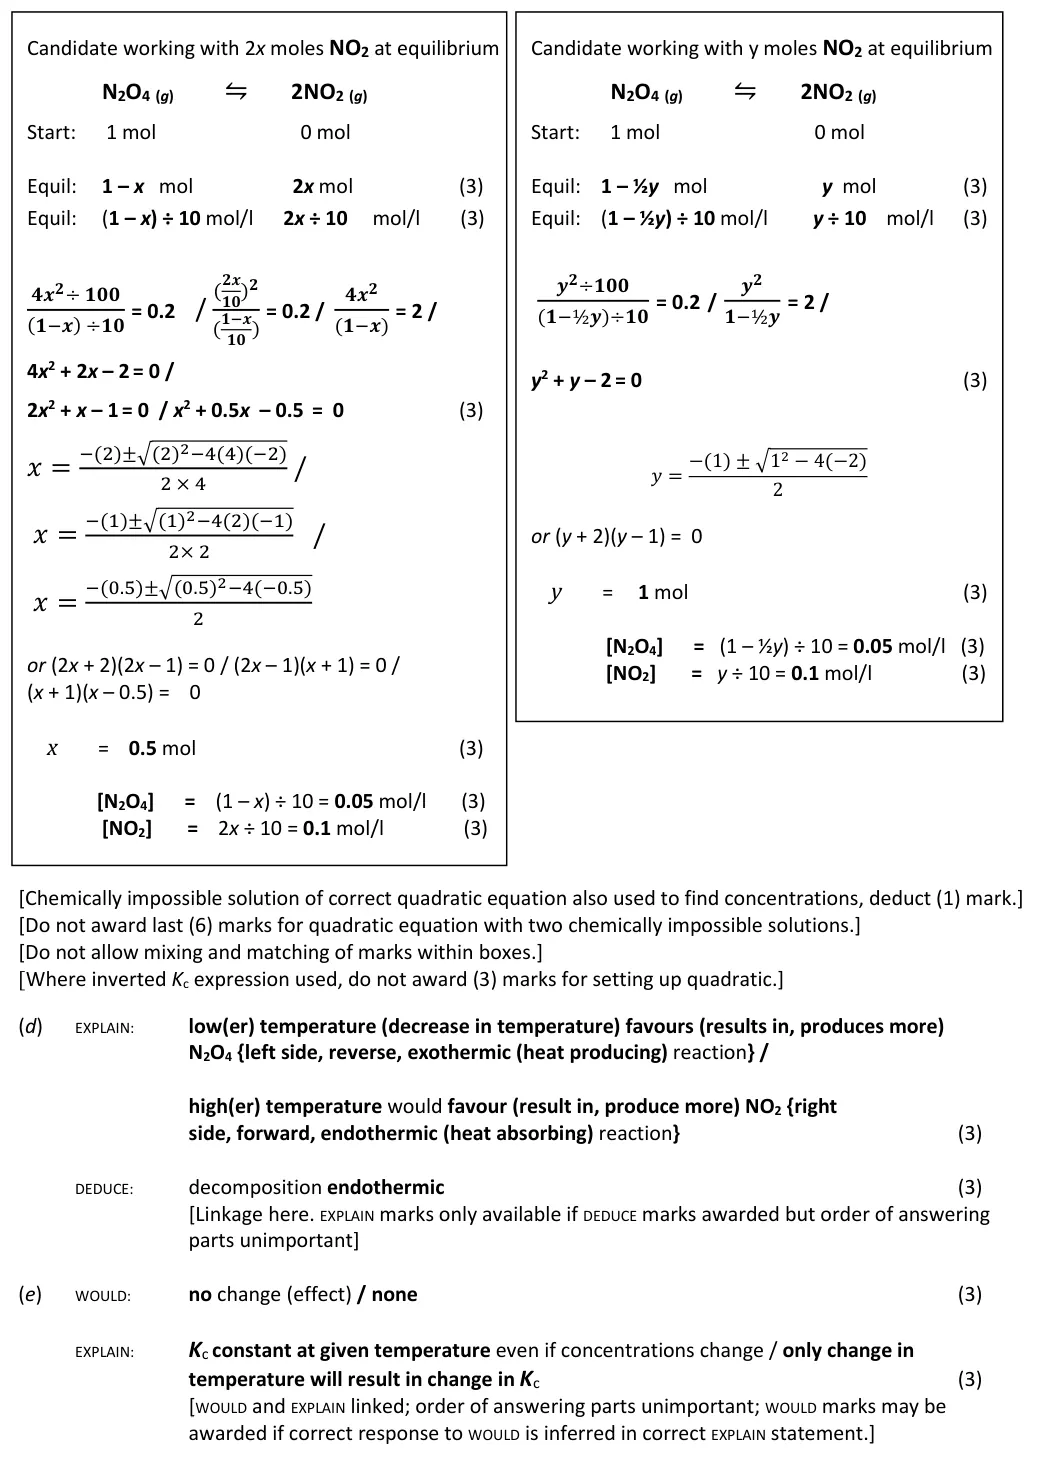 Candidate working with 2x moles NO₂ at equilibrium
N₂O₄ (g) ⇋ 2NO₂ (g)
Start: 1 mol 0 mol
Equil: 1 – x mol 2x mol (3)
Equil: (1 – x) ÷ 10 mol/l 2x ÷ 10 mol/l (3)
4x² ÷ 100 / (1−x) ÷10 = 0.2 / (2x/10)² / (1−x/10) = 0.2 / 4x² / (1−x) = 2 /
4x² + 2x – 2 = 0 /
2x² + x – 1 = 0 / x² + 0.5x – 0.5 = 0 (3)
x = −(2)±√(2)²−4(4)(−2) / 2 × 4 /
x = −(1)±√(1)²−4(2)(−1) / 2× 2 /
x = −(0.5)±√(0.5)²−4(−0.5) / 2
or (2x + 2)(2x – 1) = 0 / (2x – 1)(x + 1) = 0 /
(x + 1)(x – 0.5) = 0
x = 0.5 mol (3)
[N₂O₄] = (1 – x) ÷ 10 = 0.05 mol/l (3)
[NO₂] = 2x ÷ 10 = 0.1 mol/l (3)
Candidate working with y moles NO₂ at equilibrium
N₂O₄ (g) ⇋ 2NO₂ (g)
Start: 1 mol 0 mol
Equil: 1 – ½y mol y mol (3)
Equil: (1 – ½y) ÷ 10 mol/l y ÷ 10 mol/l (3)
y²÷100 / (1−½y)÷10 = 0.2 / y² / 1−½y = 2 /
y² + y – 2 = 0 (3)
y = −(1) ± √1² − 4(−2) / 2
or (y + 2)(y – 1) = 0
y = 1 mol (3)
[N₂O₄] = (1 – ½y) ÷ 10 = 0.05 mol/l (3)
[NO₂] = y ÷ 10 = 0.1 mol/l (3)
[Chemically impossible solution of correct quadratic equation also used to find concentrations, deduct (1) mark.]
[Do not award last (6) marks for quadratic equation with two chemically impossible solutions.]
[Do not allow mixing and matching of marks within boxes.]
[Where inverted Kc expression used, do not award (3) marks for setting up quadratic.]
(d) EXPLAIN: low(er) temperature (decrease in temperature) favours (results in, produces more)
N₂O₄ {left side, reverse, exothermic (heat producing) reaction} /
high(er) temperature would favour (result in, produce more) NO₂ {right
side, forward, endothermic (heat absorbing) reaction} (3)
DEDUCE: decomposition endothermic (3)
[Linkage here. EXPLAIN marks only available if DEDUCE marks awarded but order of answering
parts unimportant]
(e) WOULD: no change (effect) / none (3)
EXPLAIN: Kc constant at given temperature even if concentrations change / only change in
temperature will result in change in Kc (3)
[WOULD and EXPLAIN linked; order of answering parts unimportant; WOULD marks may be
awarded if correct response to WOULD is inferred in correct EXPLAIN statement.]